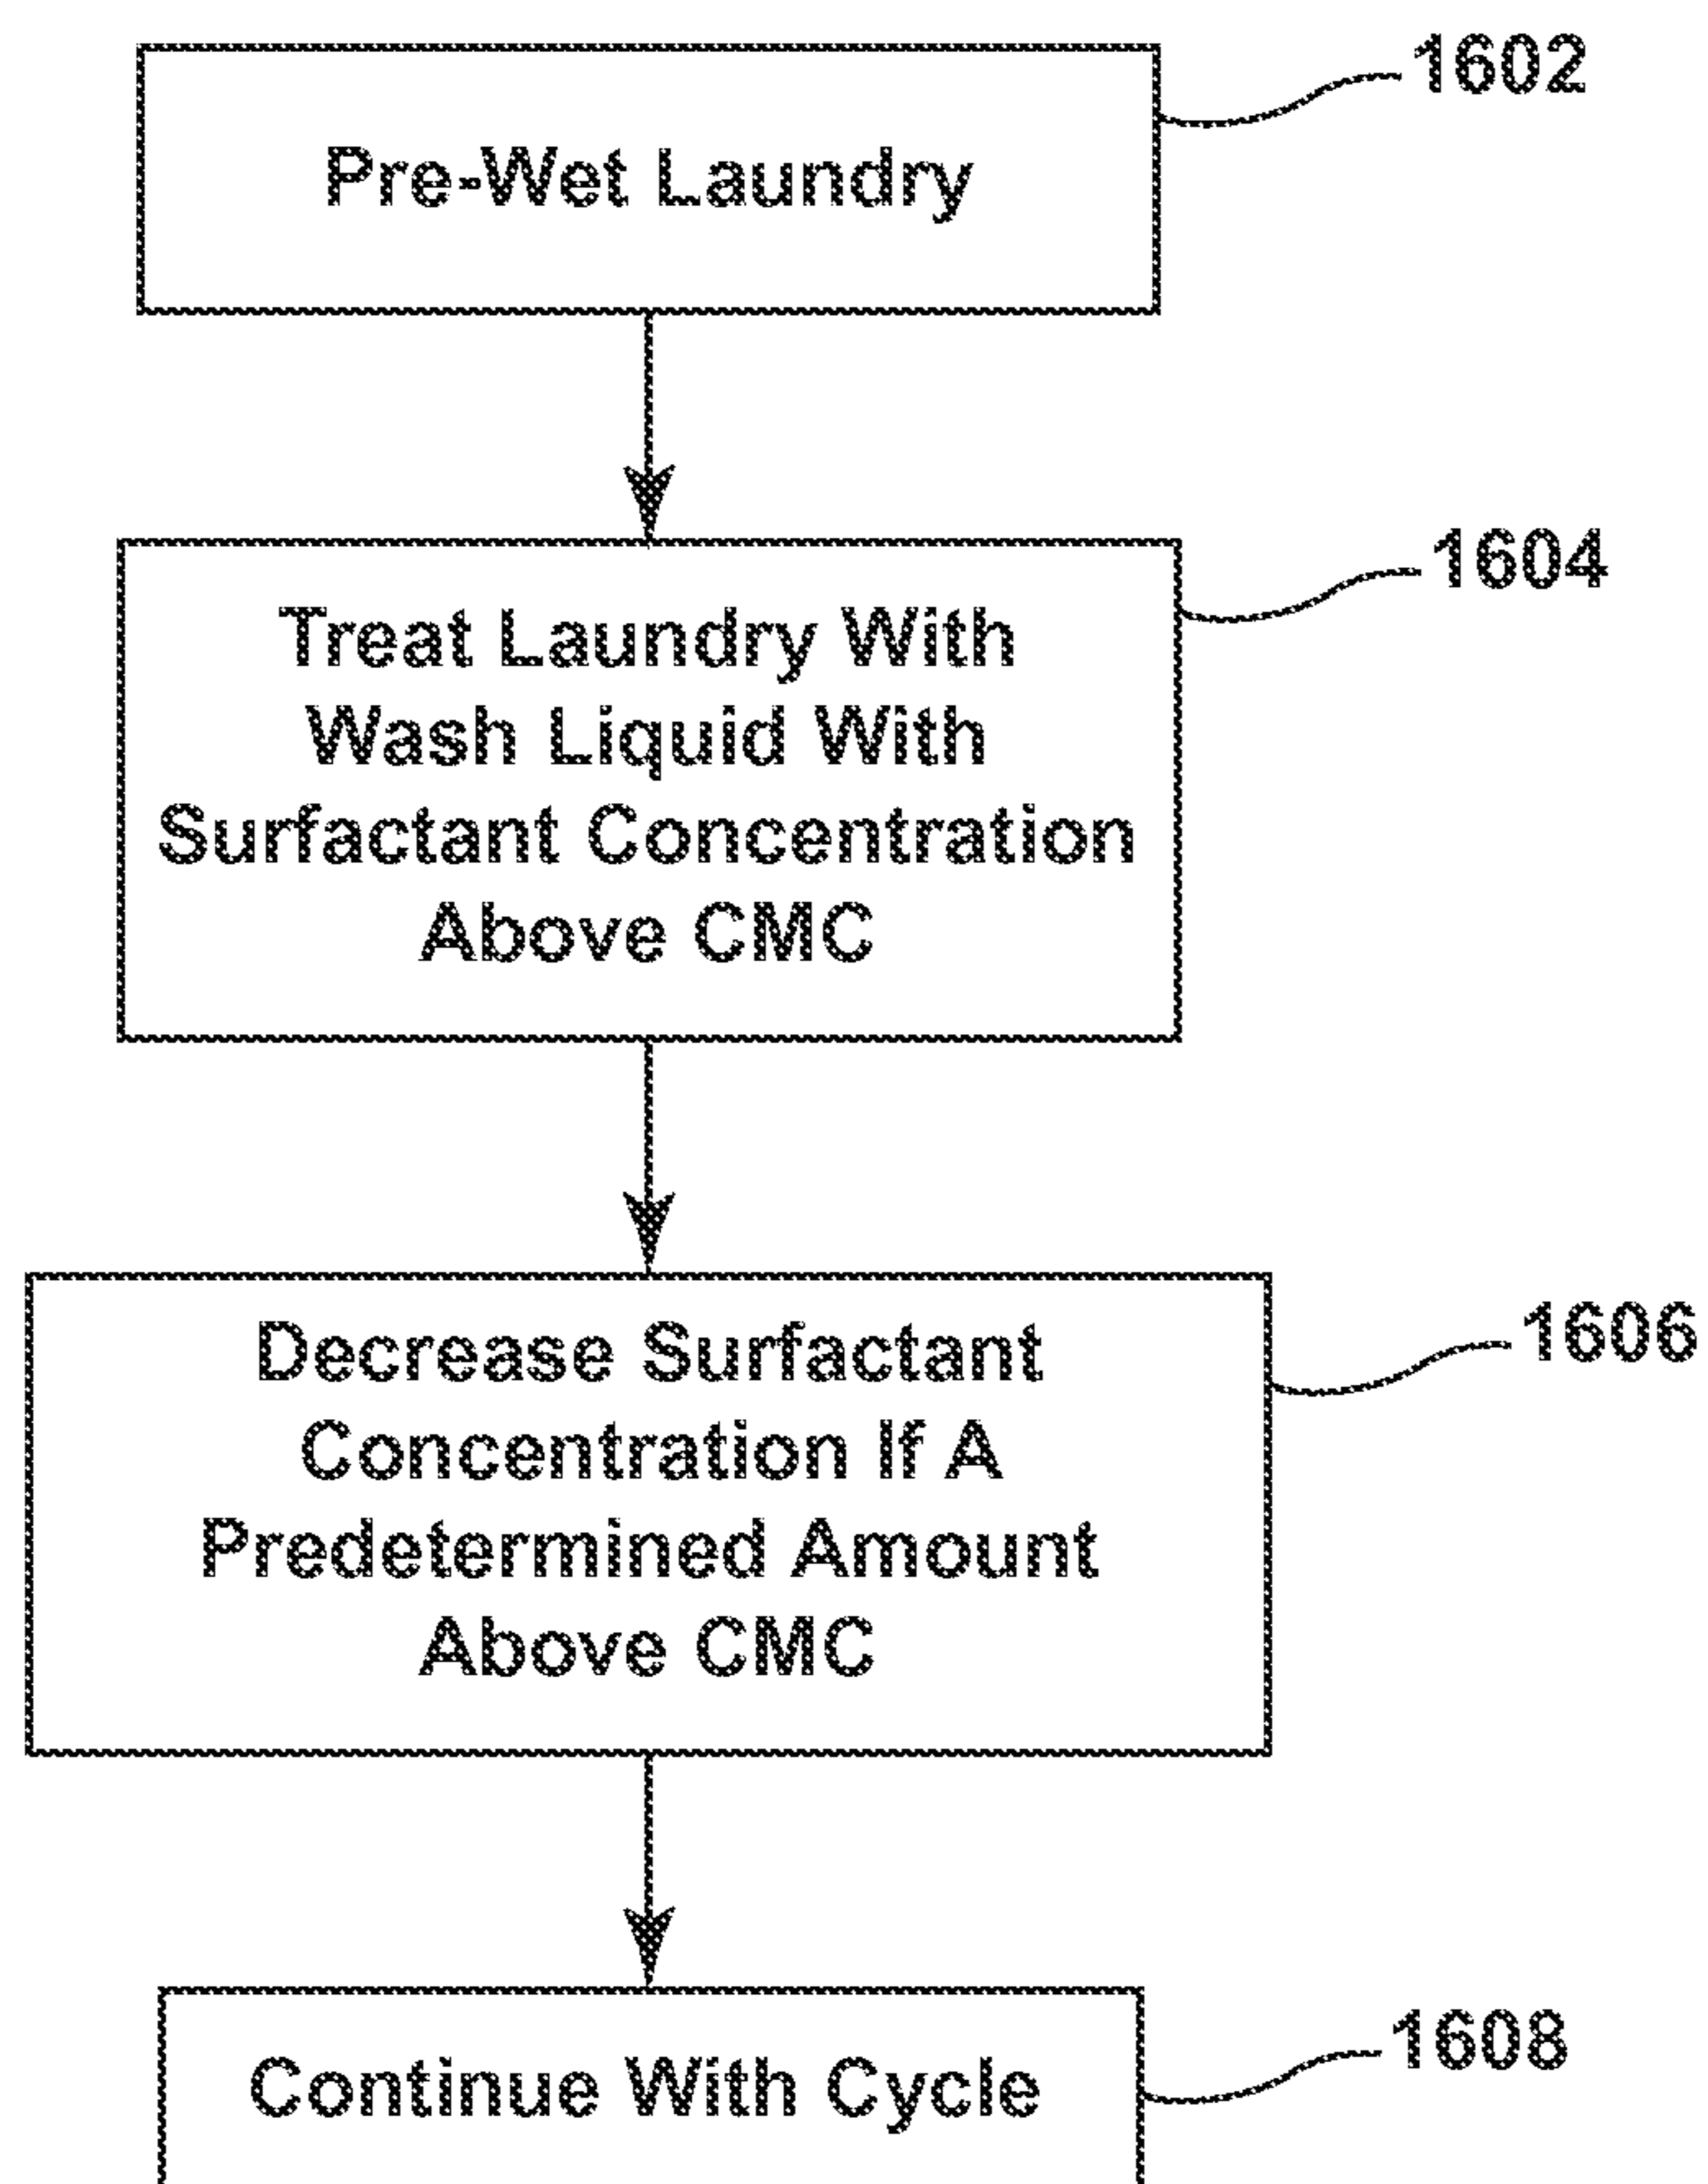 1602
Pre-Wet Laundry
1604
Treat Laundry With
Wash Liquid With
Surfactant Concentration
Above CMC
1606
Decrease Surfactant
Concentration If A
Predetermined Amount
Above CMC
1608
Continue With Cycle